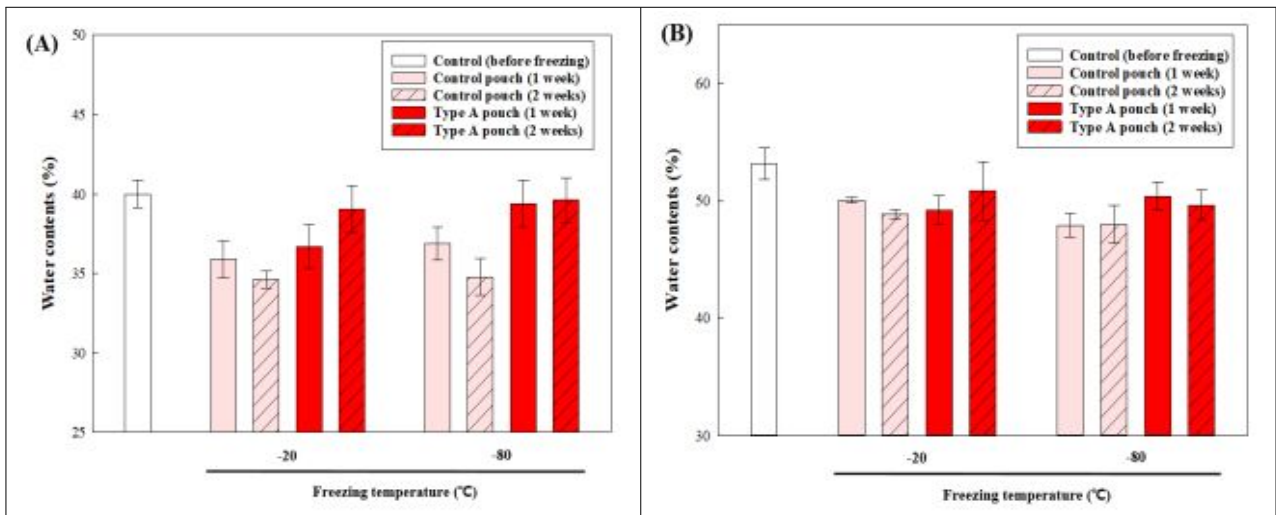 (A)
50
45
40
35
30
25
Water contents (%)
Control (before freezing)
Control pouch (1 week)
Control pouch (2 weeks)
Type A pouch (1 week)
Type A pouch (2 weeks)
-20
-80
Freezing temperature (℃)
(B)
60
50
40
30
Water contents (%)
Control (before freezing)
Control pouch (1 week)
Control pouch (2 weeks)
Type A pouch (1 week)
Type A pouch (2 weeks)
-20
-80
Freezing temperature (℃)